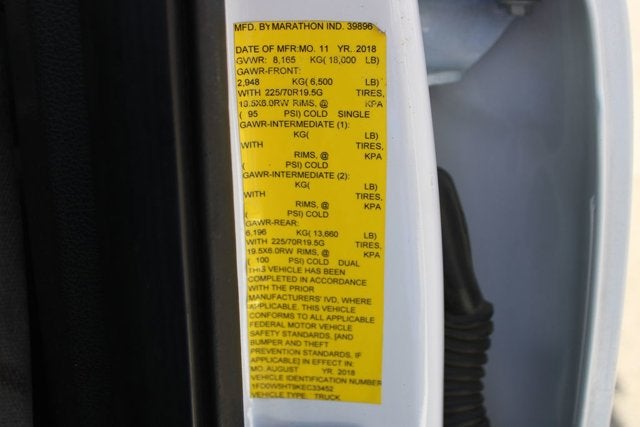 MFD. BY MARATHON IND. 39896
DATE OF MFR:MO. 11 YR. 2018
GVWR: 8,165 KG( 18,000 LB)
GAWR-FRONT:
2,948 KG( 6,500 LB)
WITH 225/70R19.5G TIRES,
19.5X6.0RW RIMS, @ KPA
( 95 PSI) COLD SINGLE
GAWR-INTERMEDIATE (1):
KG( LB)
WITH TIRES,
RIMS, @ KPA
( PSI) COLD
GAWR-INTERMEDIATE (2):
KG( LB)
WITH TIRES,
RIMS, @ KPA
( PSI) COLD
GAWR-REAR:
6,196 KG( 13,660 LB)
WITH 225/70R19.5G TIRES,
19.5X6.0RW RIMS, @ KPA
( 100 PSI) COLD DUAL
THIS VEHICLE HAS BEEN
COMPLETED IN ACCORDANCE
WITH THE PRIOR
MANUFACTURERS' IVD, WHERE
APPLICABLE. THIS VEHICLE
CONFORMS TO ALL APPLICABLE
FEDERAL MOTOR VEHICLE
SAFETY STANDARDS, [AND
BUMPER AND THEFT
PREVENTION STANDARDS, IF
APPLICABLE] IN EFFECT IN:
MO. AUGUST YR. 2018
VEHICLE IDENTIFICATION NUMBER
1FD0W5HT9KEC33452
VEHICLE TYPE: TRUCK